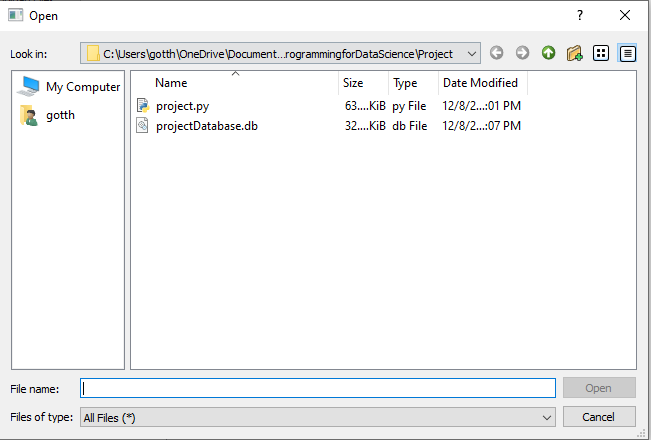 Open
Look in: C:\Users\gotth\OneDrive\Document...rogrammingforDataScience\Project
My Computer
gotth
Name Size Type Date Modified
project.py 63....KiB py File 12/8/2...:01 PM
projectDatabase.db 32....KiB db File 12/8/2...:07 PM
File name: Open
Files of type: All Files (*) Cancel